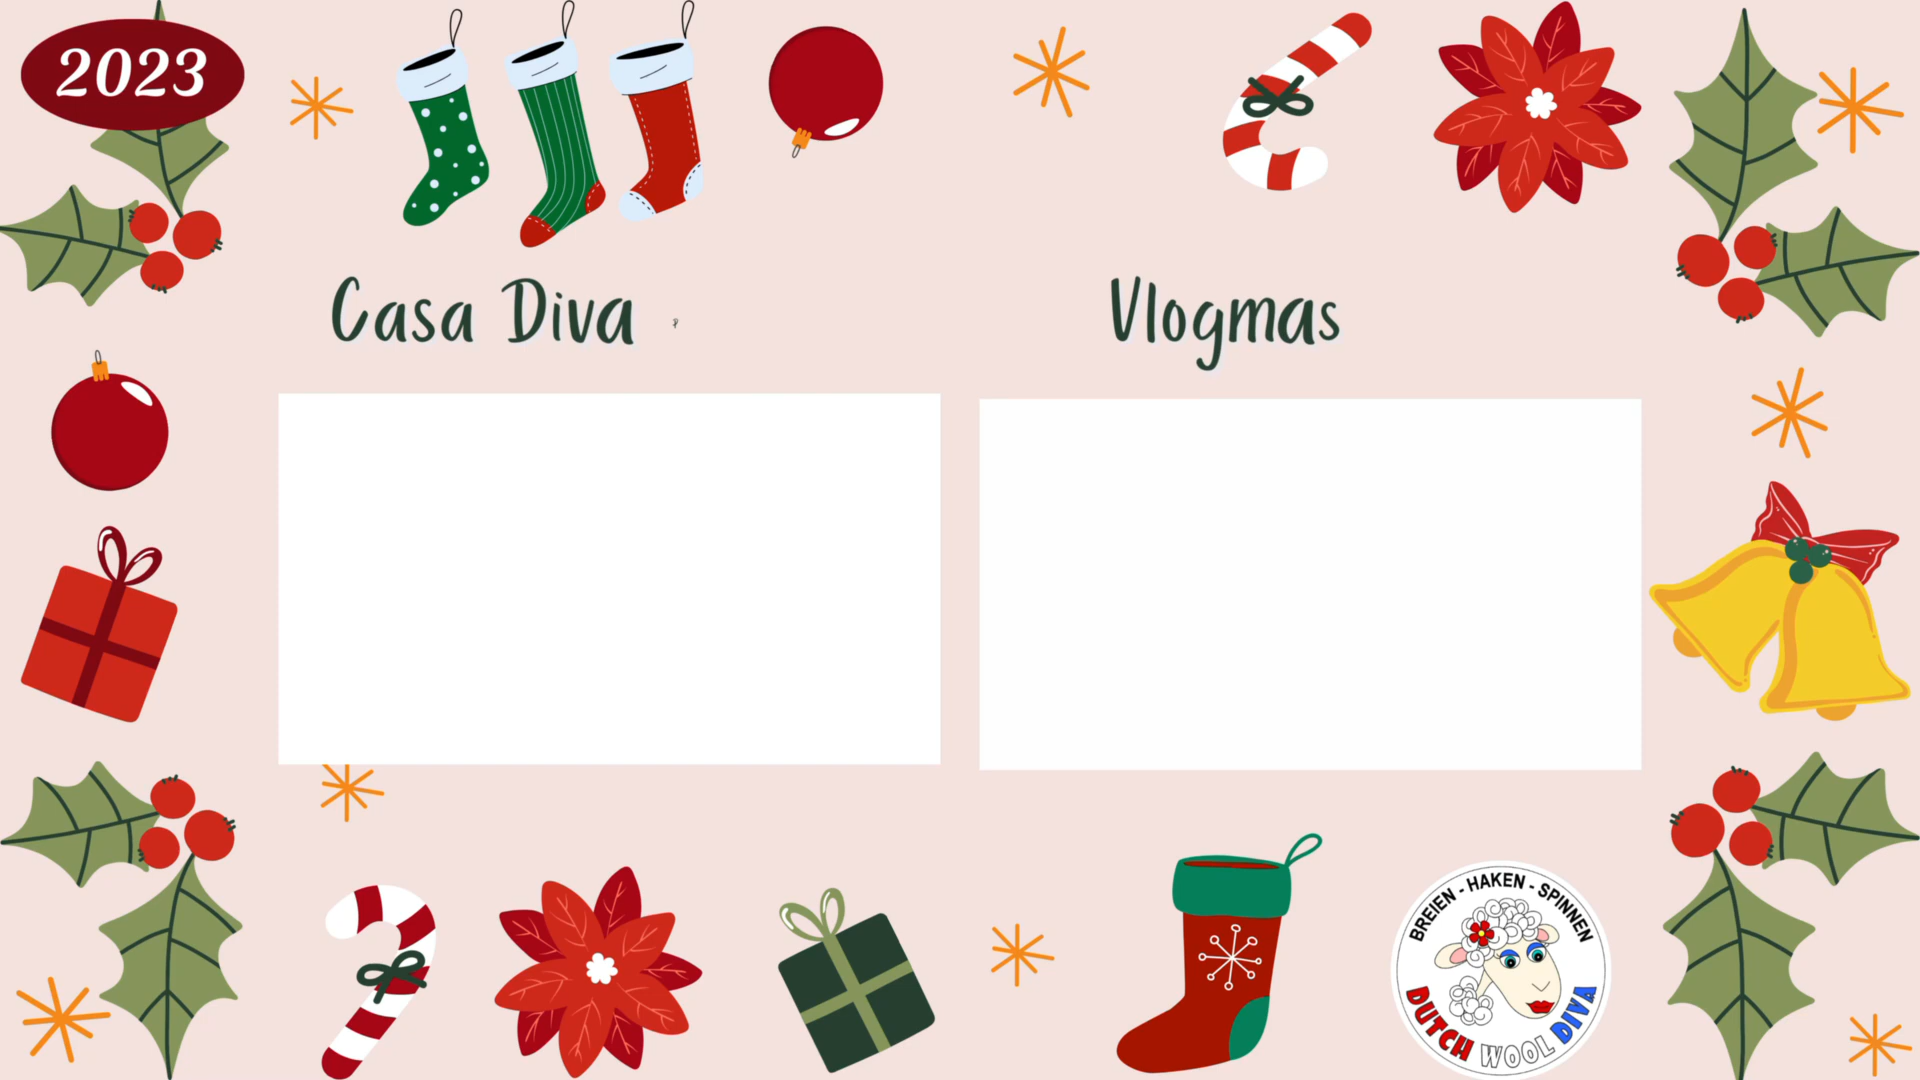 2023
Casa Diva
Vlogmas
BREIEN - HAKEN - SPINNEN
DUTCH WOOL DIVA